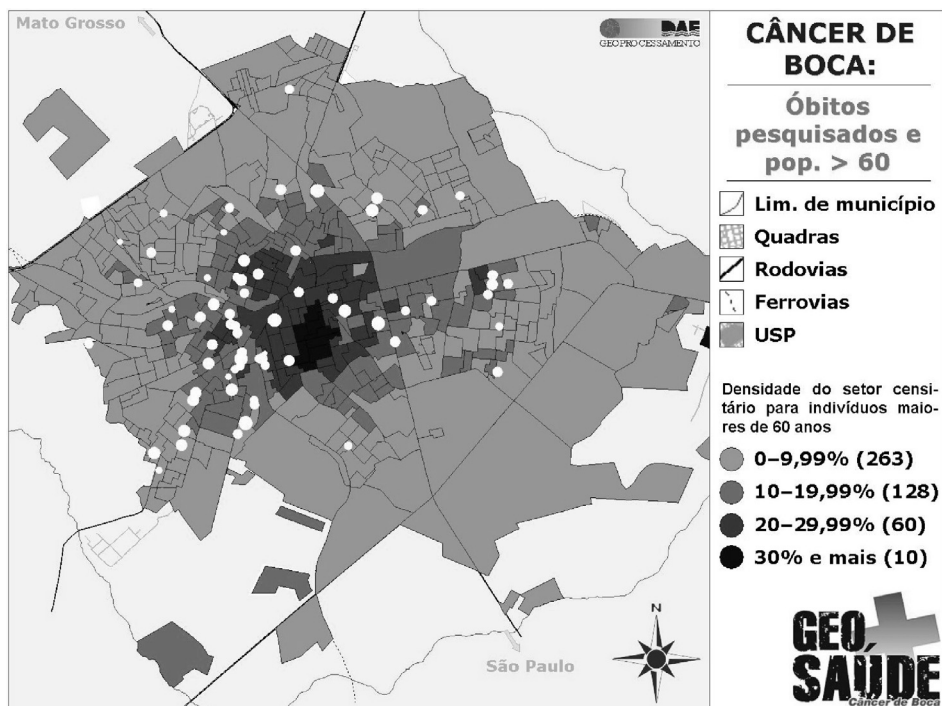 Mato Grosso
DAE
GEOPROCESSAMENTO
São Paulo
N
CÂNCER DE
BOCA:
Óbitos
pesquisados e
pop. > 60
Lim. de município
Quadras
Rodovias
Ferrovias
USP
Densidade do setor censi-
tário para indivíduos maio-
res de 60 anos
0–9,99% (263)
10–19,99% (128)
20–29,99% (60)
30% e mais (10)
GEO,
SAÚDE
Câncer de Boca